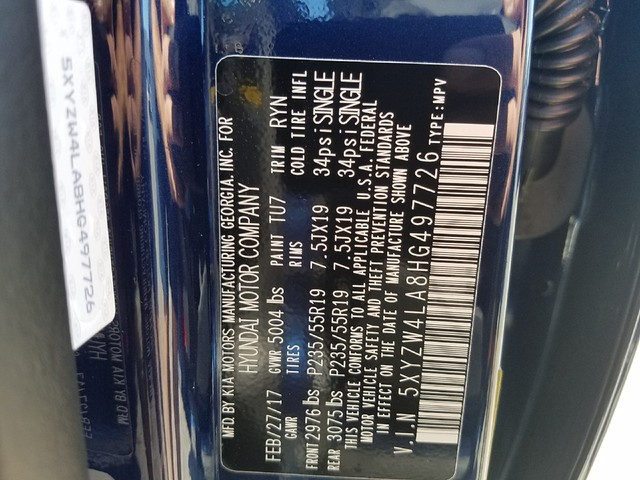 5XYZW4LA8HG497726
MFD BY KIA MOTORS MANUFACTURING GEORGIA, INC. FOR
HYUNDAI MOTOR COMPANY
FEB/27/17 GVWR 5004 lbs PAINT TU7 TRIM RYN
GAWR TIRES RIMS COLD TIRE INFL
FRONT 2976 lbs P235/55R19 7.5JX19 34psi SINGLE
REAR 3075 lbs P235/55R19 7.5JX19 34psi SINGLE
THIS VEHICLE CONFORMS TO ALL APPLICABLE U.S.A. FEDERAL
MOTOR VEHICLE SAFETY AND THEFT PREVENTION STANDARDS
IN EFFECT ON THE DATE OF MANUFACTURE SHOWN ABOVE
V.I.N 5XYZW4LA8HG497726 TYPE:MPV